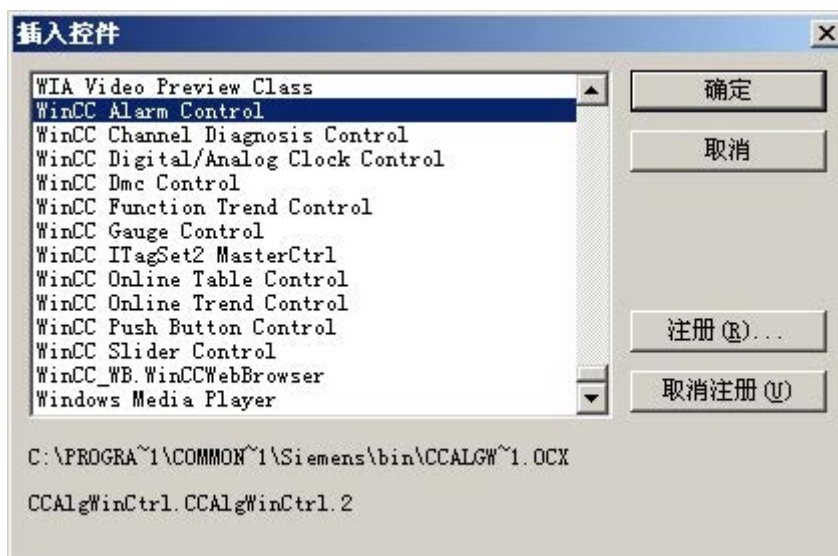 插入控件
WIA Video Preview Class
WinCC Alarm Control
WinCC Channel Diagnosis Control
WinCC Digital/Analog Clock Control
WinCC Dmc Control
WinCC Function Trend Control
WinCC Gauge Control
WinCC ITagSet2 MasterCtrl
WinCC Online Table Control
WinCC Online Trend Control
WinCC Push Button Control
WinCC Slider Control
WinCC_WB.WinCCWebBrowser
Windows Media Player
确定
取消
注册(R)...
取消注册(U)
C:\PROGRA~1\COMMON~1\Siemens\bin\CCALGW~1.OCX
CCAlgWinCtrl.CCAlgWinCtrl.2